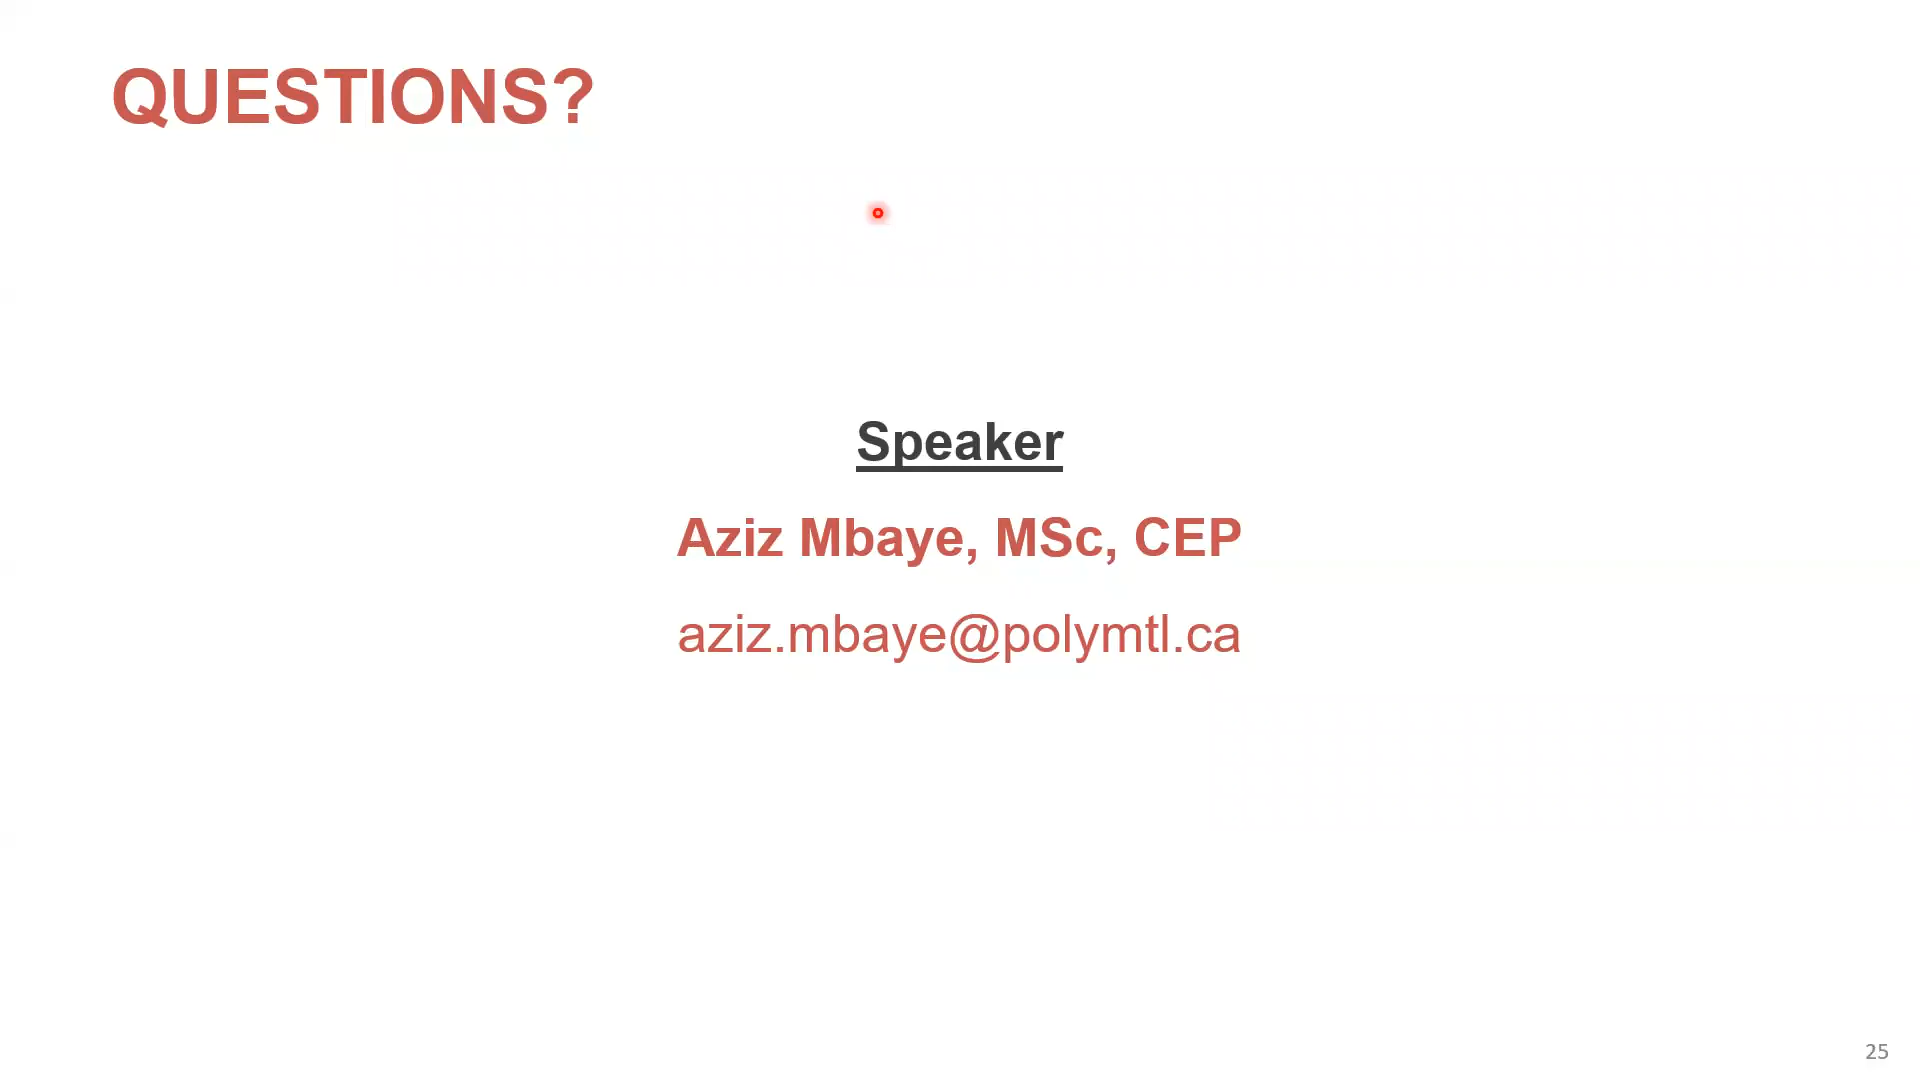 QUESTIONS?
Speaker
Aziz Mbaye, MSc, CEP
aziz.mbaye@polymtl.ca
25